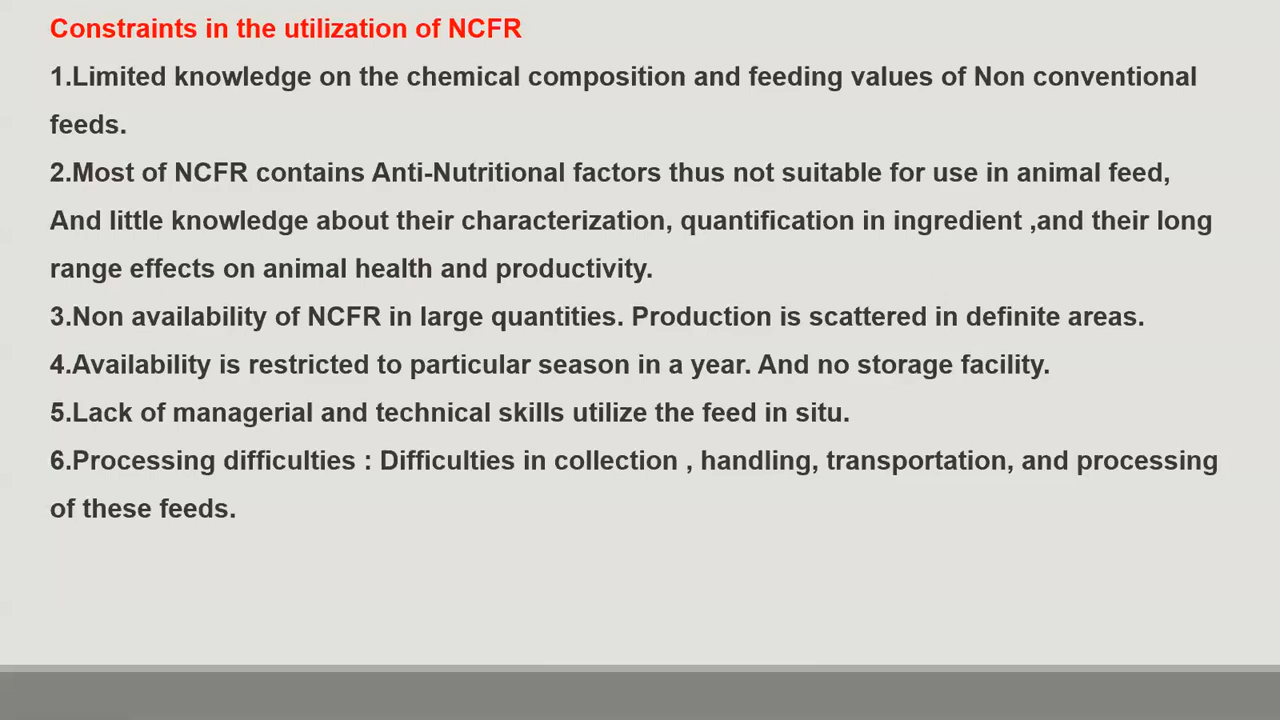 Constraints in the utilization of NCFR
1.Limited knowledge on the chemical composition and feeding values of Non conventional
feeds.
2.Most of NCFR contains Anti-Nutritional factors thus not suitable for use in animal feed,
And little knowledge about their characterization, quantification in ingredient ,and their long
range effects on animal health and productivity.
3.Non availability of NCFR in large quantities. Production is scattered in definite areas.
4.Availability is restricted to particular season in a year. And no storage facility.
5.Lack of managerial and technical skills utilize the feed in situ.
6.Processing difficulties : Difficulties in collection , handling, transportation, and processing
of these feeds.